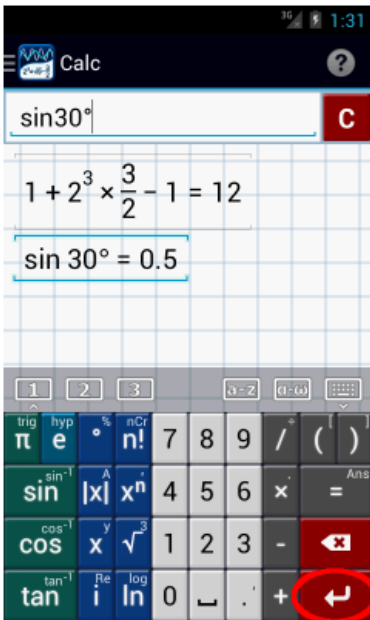 3G 1:31
Calc ?
sin30° C
1 + 2³ × 3/2 − 1 = 12
sin 30° = 0.5
1 2 3 a-z α-ω
trig hyp % nCr ÷ [ ]
π e ° n! 7 8 9 / ( )
sin⁻¹ A Ans
sin |x| xⁿ 4 5 6 × =
cos⁻¹ y 3
cos x √ 1 2 3 -
tan⁻¹ Re log
tan i ln 0 . +